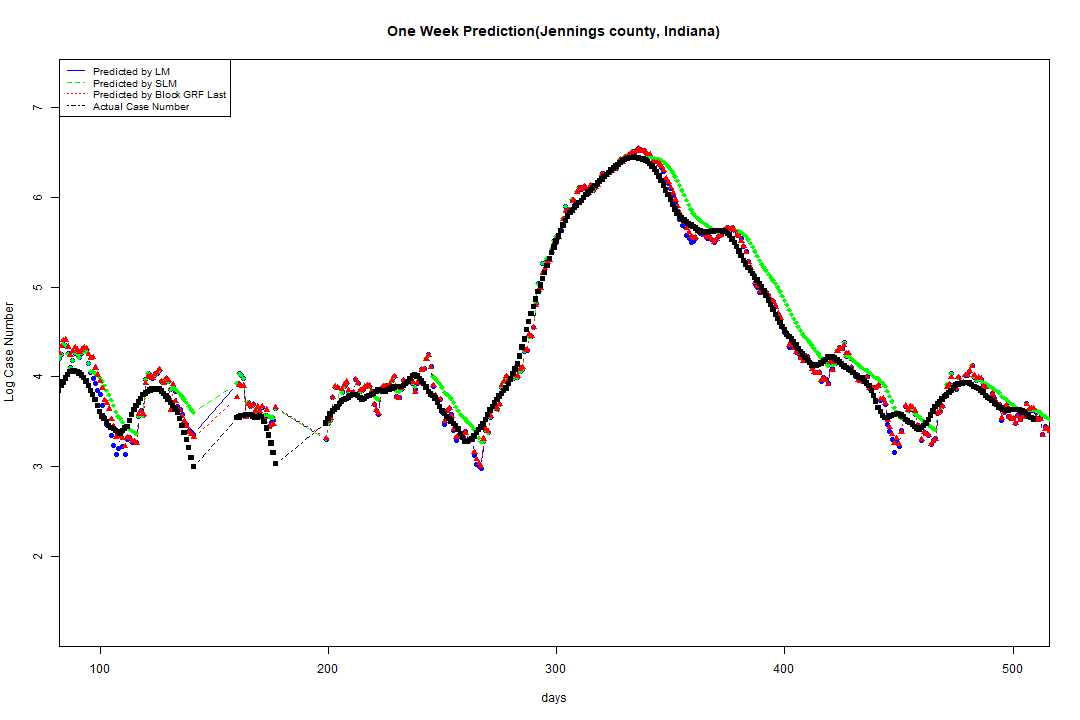 One Week Prediction(Jennings county, Indiana)
Predicted by LM
Predicted by SLM
Predicted by Block GRF Last
Actual Case Number
7
6
5
4
3
2
Log Case Number
100 200 300 400 500
days